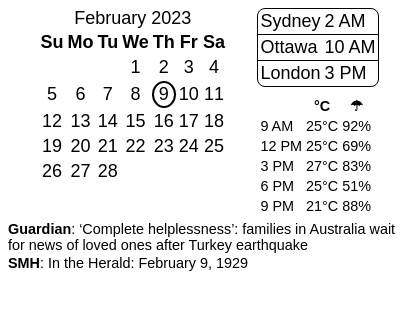 February 2023
Su Mo Tu We Th Fr Sa
1 2 3 4
5 6 7 8 9 10 11
12 13 14 15 16 17 18
19 20 21 22 23 24 25
26 27 28
Sydney 2 AM
Ottawa 10 AM
London 3 PM
°C ☂
9 AM 25°C 92%
12 PM 25°C 69%
3 PM 27°C 83%
6 PM 25°C 51%
9 PM 21°C 88%
Guardian: ‘Complete helplessness’: families in Australia wait
for news of loved ones after Turkey earthquake
SMH: In the Herald: February 9, 1929